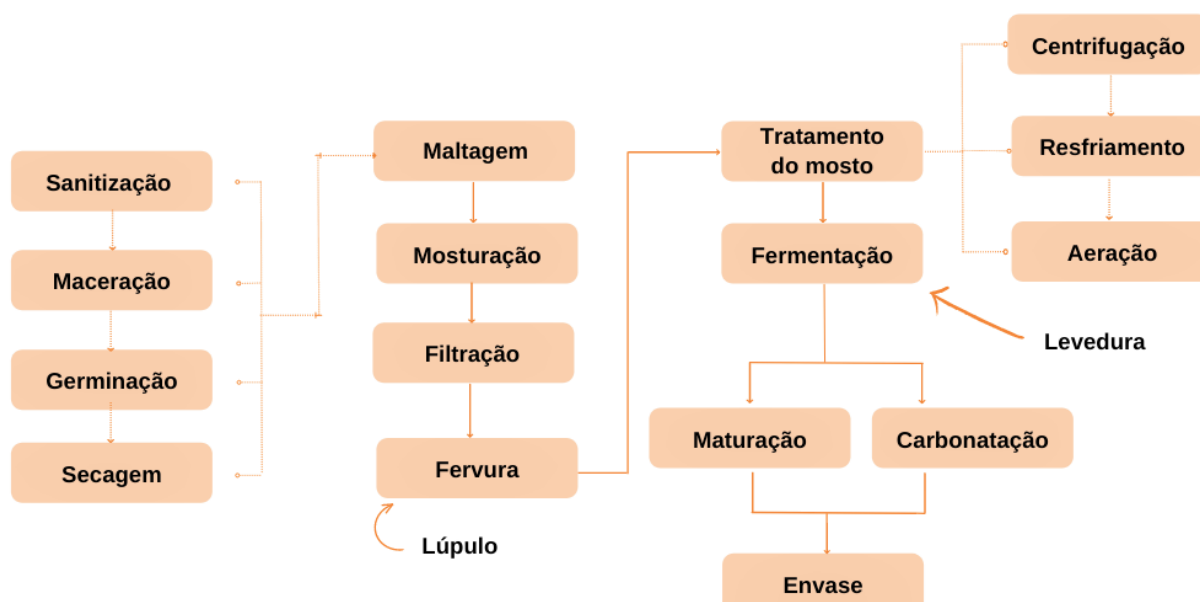 Sanitização
Maceração
Germinação
Secagem
Maltagem
Mosturação
Filtração
Fervura
Lúpulo
Tratamento
do mosto
Fermentação
Levedura
Maturação
Carbonatação
Envase
Centrifugação
Resfriamento
Aeração